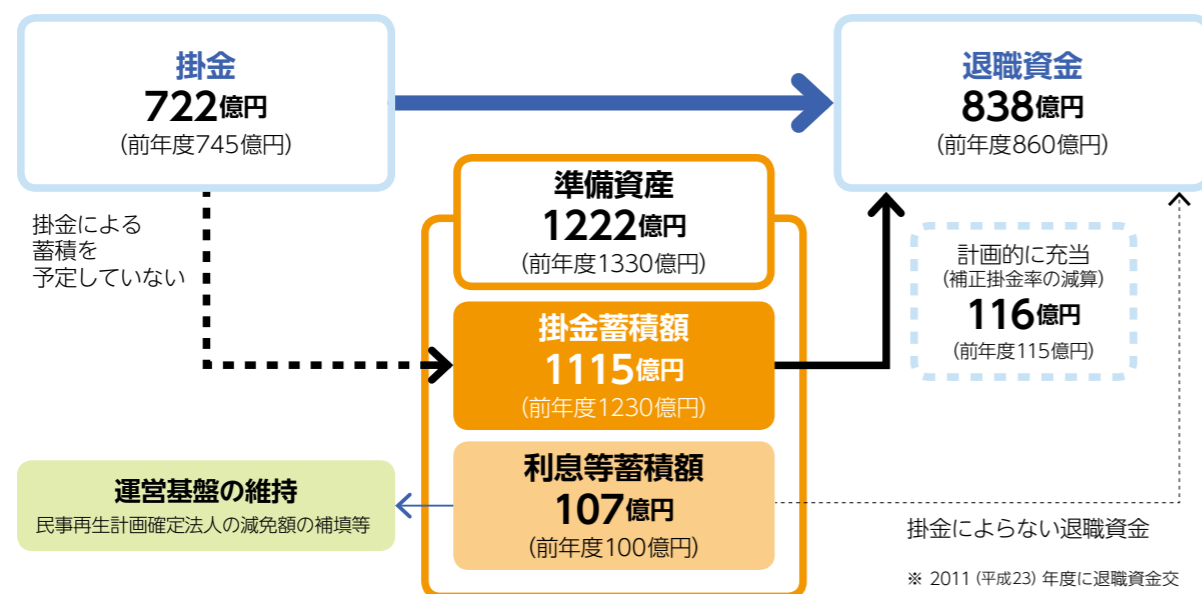 掛金
722億円
(前年度745億円)
退職資金
838億円
(前年度860億円)
掛金による
蓄積を
予定していない
準備資産
1222億円
(前年度1330億円)
計画的に充当
(補正掛金率の減算)
116億円
(前年度115億円)
掛金蓄積額
1115億円
(前年度1230億円)
運営基盤の維持
民事再生計画確定法人の減免額の補填等
利息等蓄積額
107億円
(前年度100億円)
掛金によらない退職資金
※ 2011 (平成23) 年度に退職資金交